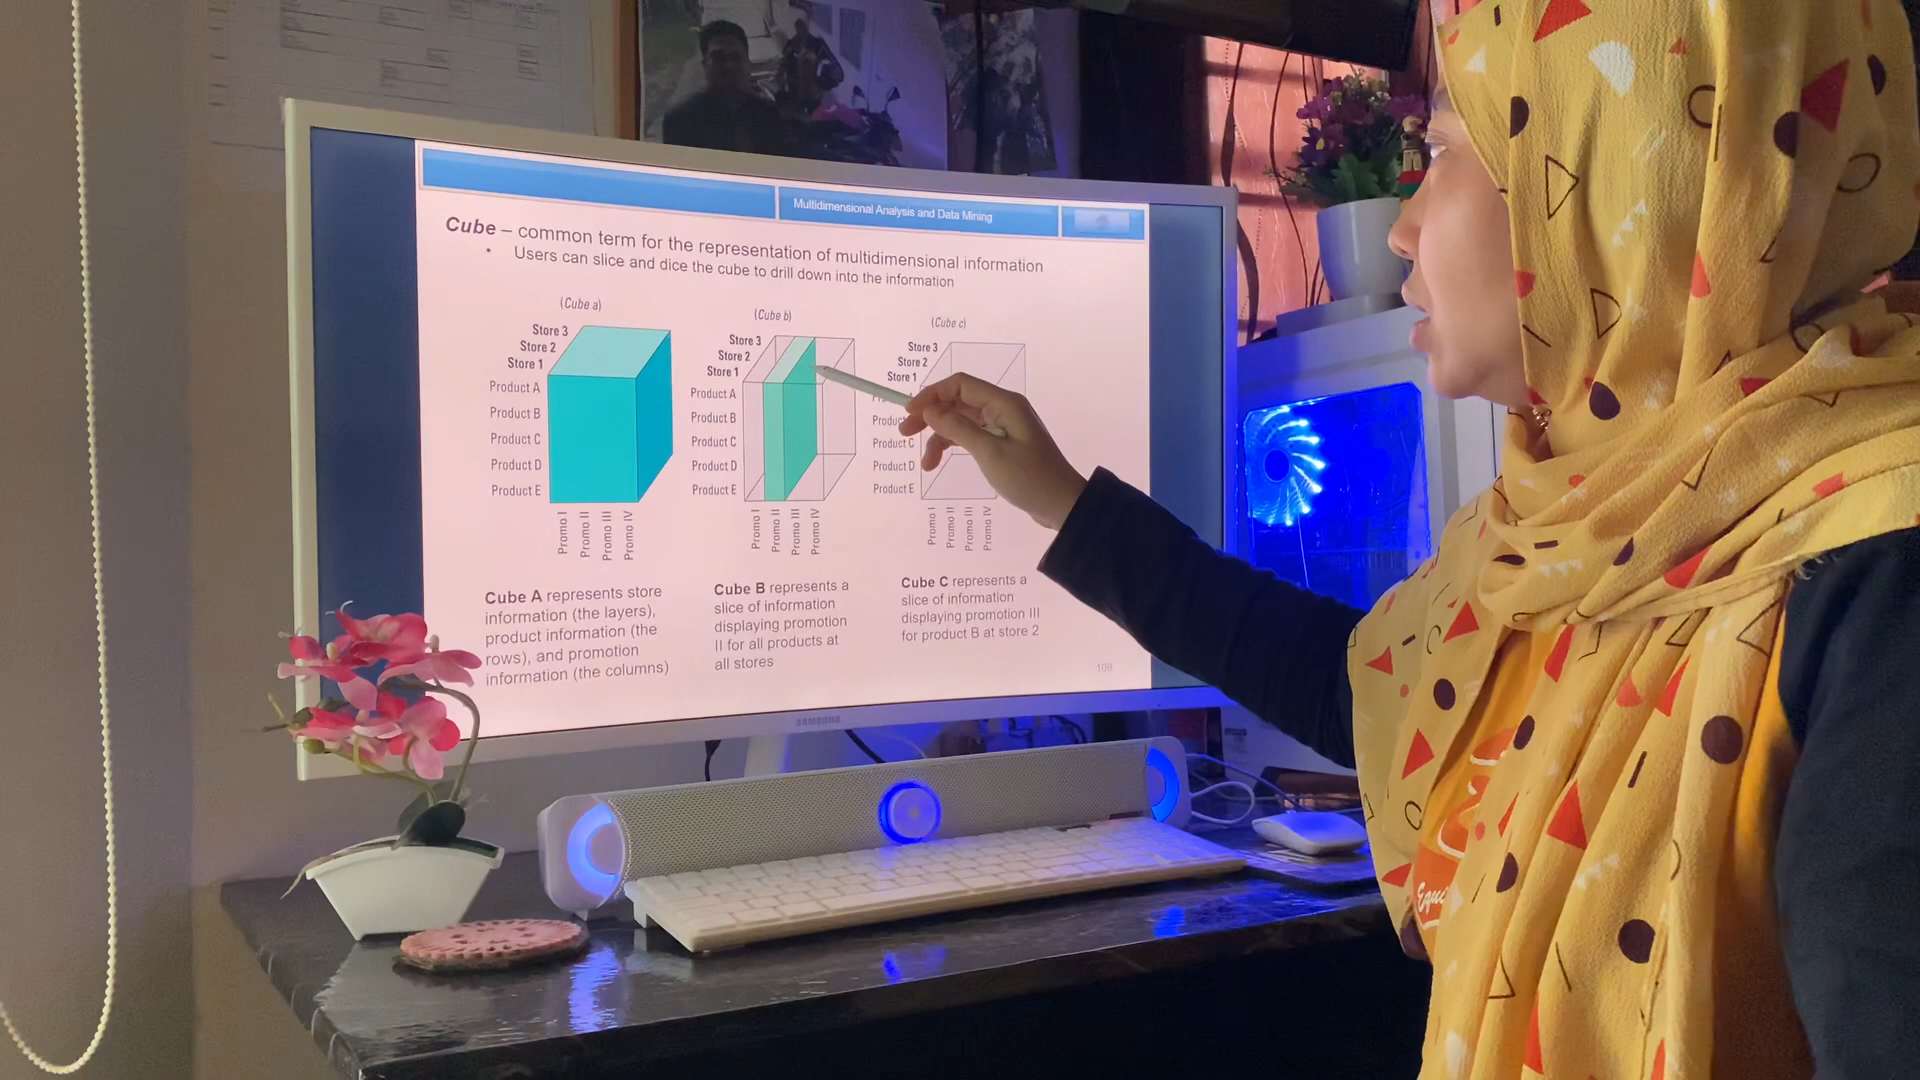 Multidimensional Analysis and Data Mining
Cube – common term for the representation of multidimensional information
• Users can slice and dice the cube to drill down into the information
(Cube a)
Store 3
Store 2
Store 1
Product A
Product B
Product C
Product D
Product E
Promo I
Promo II
Promo III
Promo IV
(Cube b)
Store 3
Store 2
Store 1
Product A
Product B
Product C
Product D
Product E
Promo I
Promo II
Promo III
Promo IV
(Cube c)
Store 3
Store 2
Store 1
Product C
Product D
Product E
Promo I
Promo II
Promo III
Promo IV
Cube A represents store
information (the layers),
product information (the
rows), and promotion
information (the columns)
Cube B represents a
slice of information
displaying promotion
II for all products at
all stores
Cube C represents a
slice of information
displaying promotion III
for product B at store 2
108
SAMSUNG